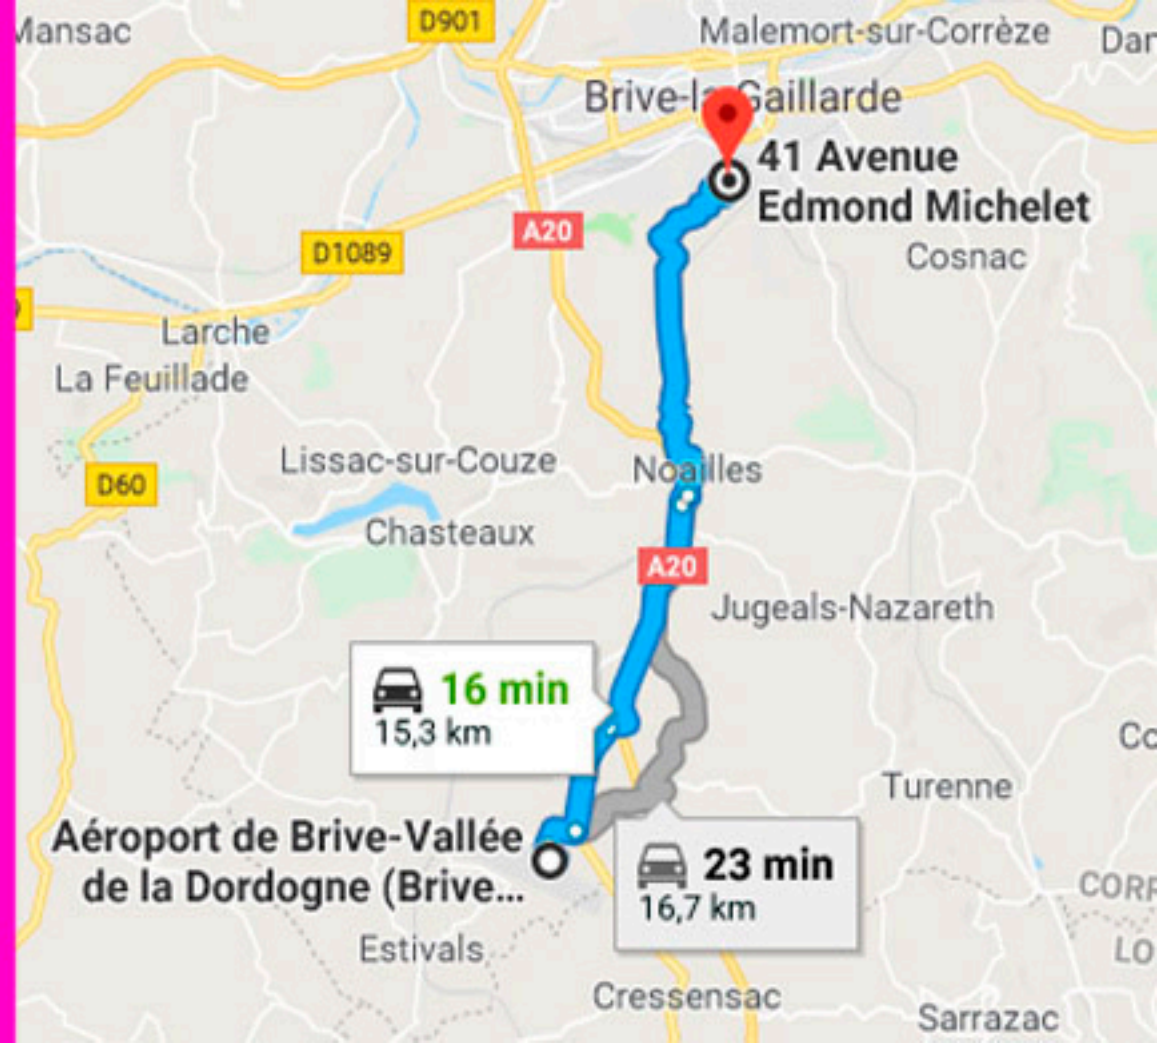 Mansac
D901
Malemort-sur-Corrèze
Brive-la-Gaillarde
41 Avenue
Edmond Michelet
A20
D1089
Cosnac
Larche
La Feuillade
Lissac-sur-Couze
Noailles
D60
Chasteaux
A20
Jugeals-Nazareth
16 min
15,3 km
Turenne
Aéroport de Brive-Vallée
de la Dordogne (Brive...
23 min
16,7 km
Estivals
Cressensac
Sarrazac